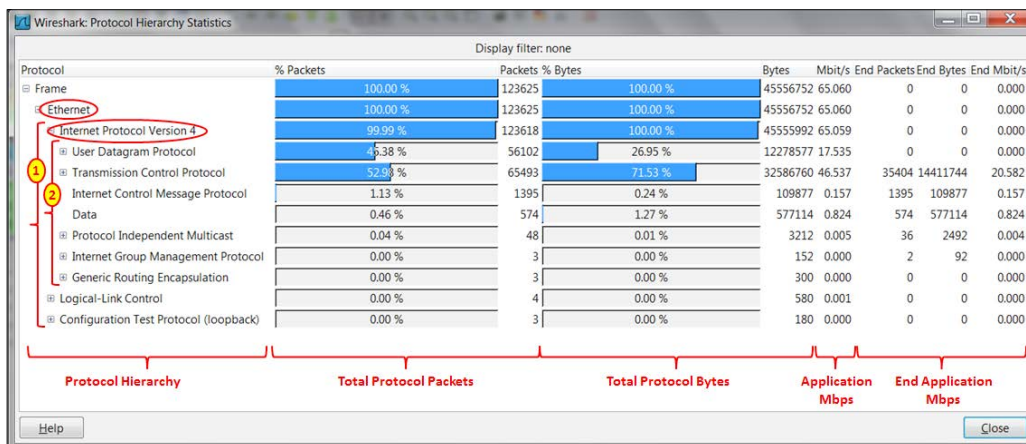 Wireshark: Protocol Hierarchy Statistics
Display filter: none
Protocol % Packets Packets % Bytes Bytes Mbit/s End Packets End Bytes End Mbit/s
Frame 100.00 % 123625 100.00 % 45556752 65.060 0 0 0.000
Ethernet 100.00 % 123625 100.00 % 45556752 65.060 0 0 0.000
Internet Protocol Version 4 99.99 % 123618 100.00 % 45555992 65.059 0 0 0.000
User Datagram Protocol 45.38 % 56102 26.95 % 12278577 17.535 0 0 0.000
1 Transmission Control Protocol 52.98 % 65493 71.53 % 32586760 46.537 35404 14411744 20.582
2 Internet Control Message Protocol 1.13 % 1395 0.24 % 109877 0.157 1395 109877 0.157
Data 0.46 % 574 1.27 % 577114 0.824 574 577114 0.824
Protocol Independent Multicast 0.04 % 48 0.01 % 3212 0.005 36 2492 0.004
Internet Group Management Protocol 0.00 % 3 0.00 % 152 0.000 2 92 0.000
Generic Routing Encapsulation 0.00 % 3 0.00 % 300 0.000 0 0 0.000
Logical-Link Control 0.00 % 4 0.00 % 580 0.001 0 0 0.000
Configuration Test Protocol (loopback) 0.00 % 3 0.00 % 180 0.000 0 0 0.000
Protocol Hierarchy Total Protocol Packets Total Protocol Bytes Application End Application
Mbps Mbps
Help Close